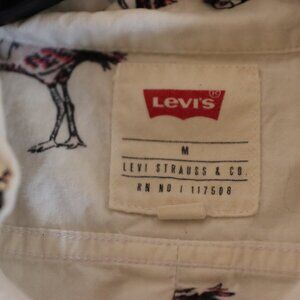 LEVI'S®
M
LEVI STRAUSS & CO.
RN NO / 117508